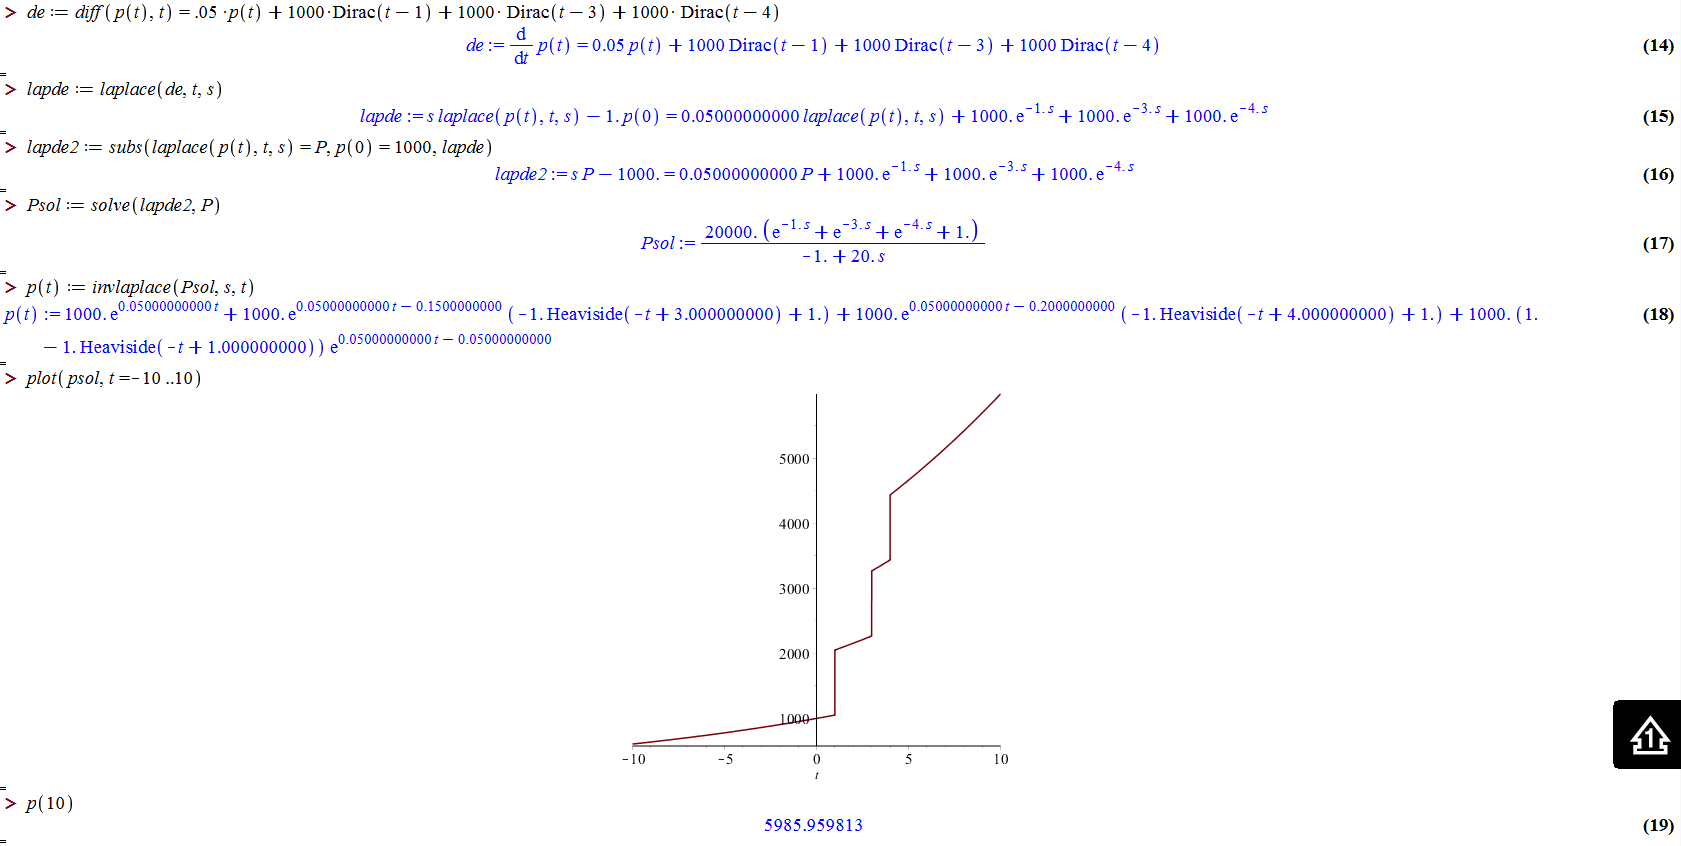 > de := diff(p(t), t) = .05 ·p(t) + 1000·Dirac(t − 1) + 1000· Dirac(t − 3) + 1000· Dirac(t − 4)
de := d/dt p(t) = 0.05 p(t) + 1000 Dirac(t − 1) + 1000 Dirac(t − 3) + 1000 Dirac(t − 4) (14)
> lapde := laplace(de, t, s)
lapde := s laplace(p(t), t, s) − 1. p(0) = 0.05000000000 laplace(p(t), t, s) + 1000. e^(−1. s) + 1000. e^(−3. s) + 1000. e^(−4. s) (15)
> lapde2 := subs(laplace(p(t), t, s) = P, p(0) = 1000, lapde)
lapde2 := s P − 1000. = 0.05000000000 P + 1000. e^(−1. s) + 1000. e^(−3. s) + 1000. e^(−4. s) (16)
> Psol := solve(lapde2, P)
Psol := 20000. (e^(−1. s) + e^(−3. s) + e^(−4. s) + 1.) / (−1. + 20. s) (17)
> p(t) := invlaplace(Psol, s, t)
p(t) := 1000. e^(0.05000000000 t) + 1000. e^(0.05000000000 t − 0.1500000000) (−1. Heaviside(−t + 3.000000000) + 1.) + 1000. e^(0.05000000000 t − 0.2000000000) (−1. Heaviside(−t + 4.000000000) + 1.) + 1000. (1. (18)
− 1. Heaviside(−t + 1.000000000)) e^(0.05000000000 t − 0.05000000000)
> plot(psol, t = −10 ..10)
5000
4000
3000
2000
1000
−10 −5 0 5 10
t
1
> p(10)
5985.959813 (19)